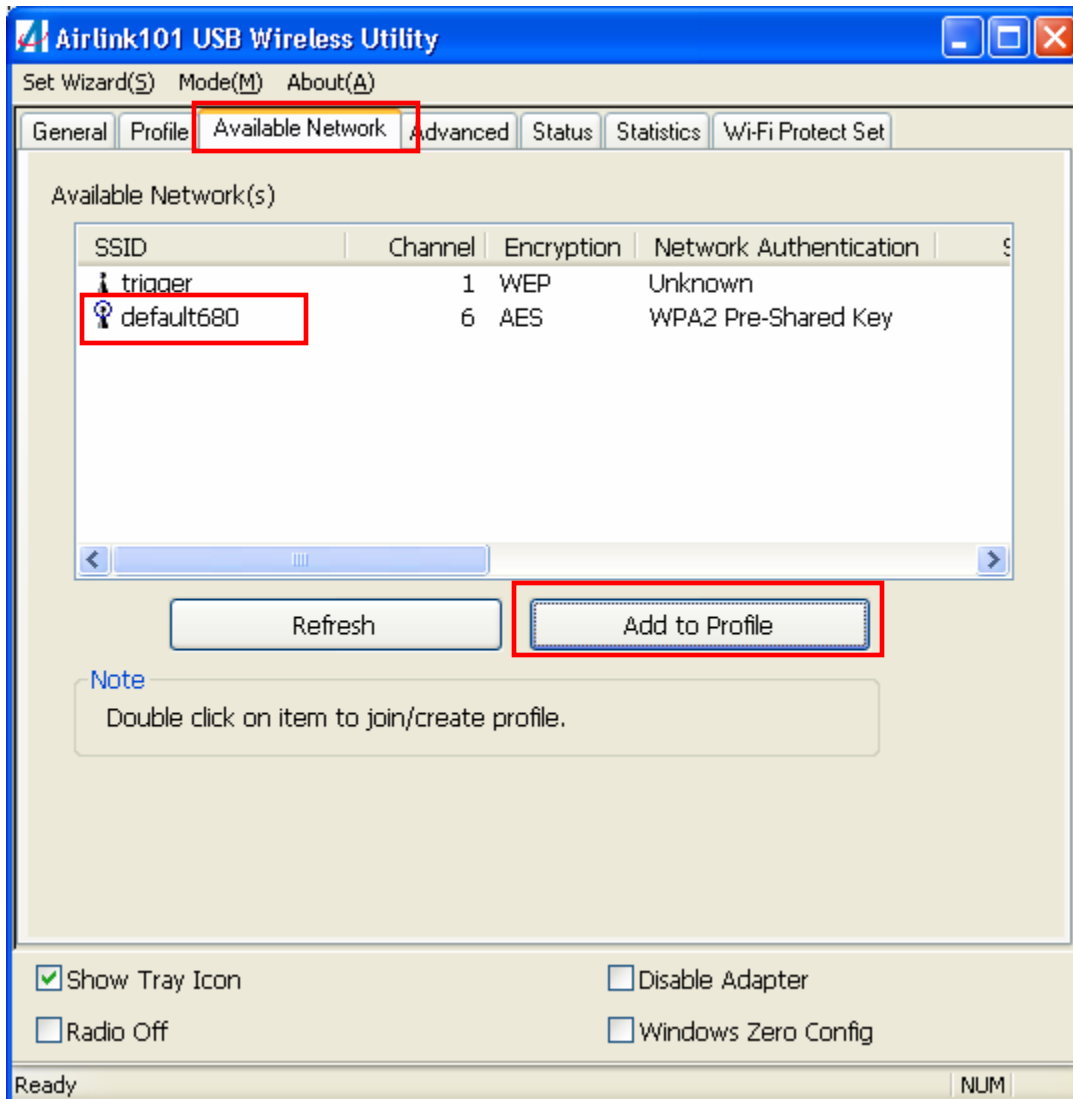 Airlink101 USB Wireless Utility
Set Wizard(S) Mode(M) About(A)
General Profile Available Network Advanced Status Statistics Wi-Fi Protect Set
Available Network(s)
SSID Channel Encryption Network Authentication S
trigger 1 WEP Unknown
default680 6 AES WPA2 Pre-Shared Key
Refresh Add to Profile
Note
Double click on item to join/create profile.
Show Tray Icon Disable Adapter
Radio Off Windows Zero Config
Ready NUM